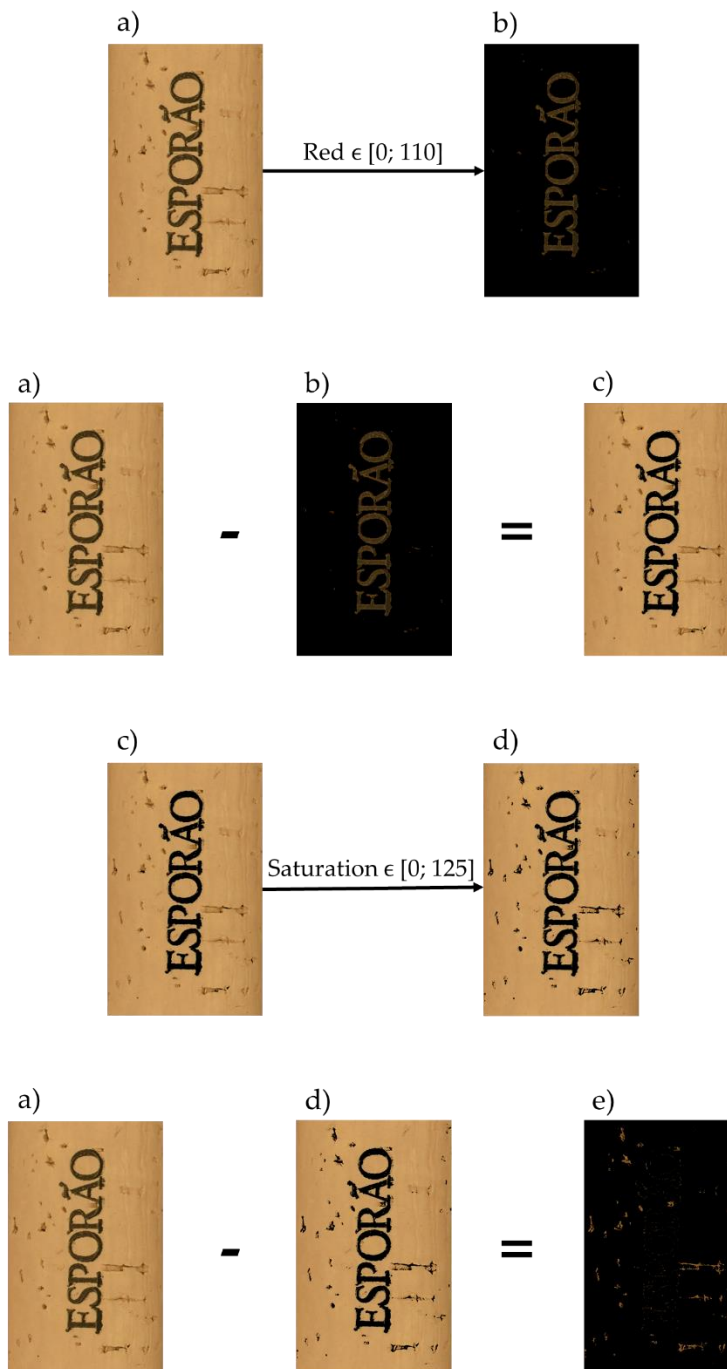 a)
b)
ESPORÃO
Red ϵ [0; 110]
ESPORÃO
a)
b)
c)
ESPORÃO
-
ESPORÃO
=
ESPORÃO
c)
d)
ESPORÃO
Saturation ϵ [0; 125]
ESPORÃO
a)
d)
e)
ESPORÃO
-
ESPORÃO
=